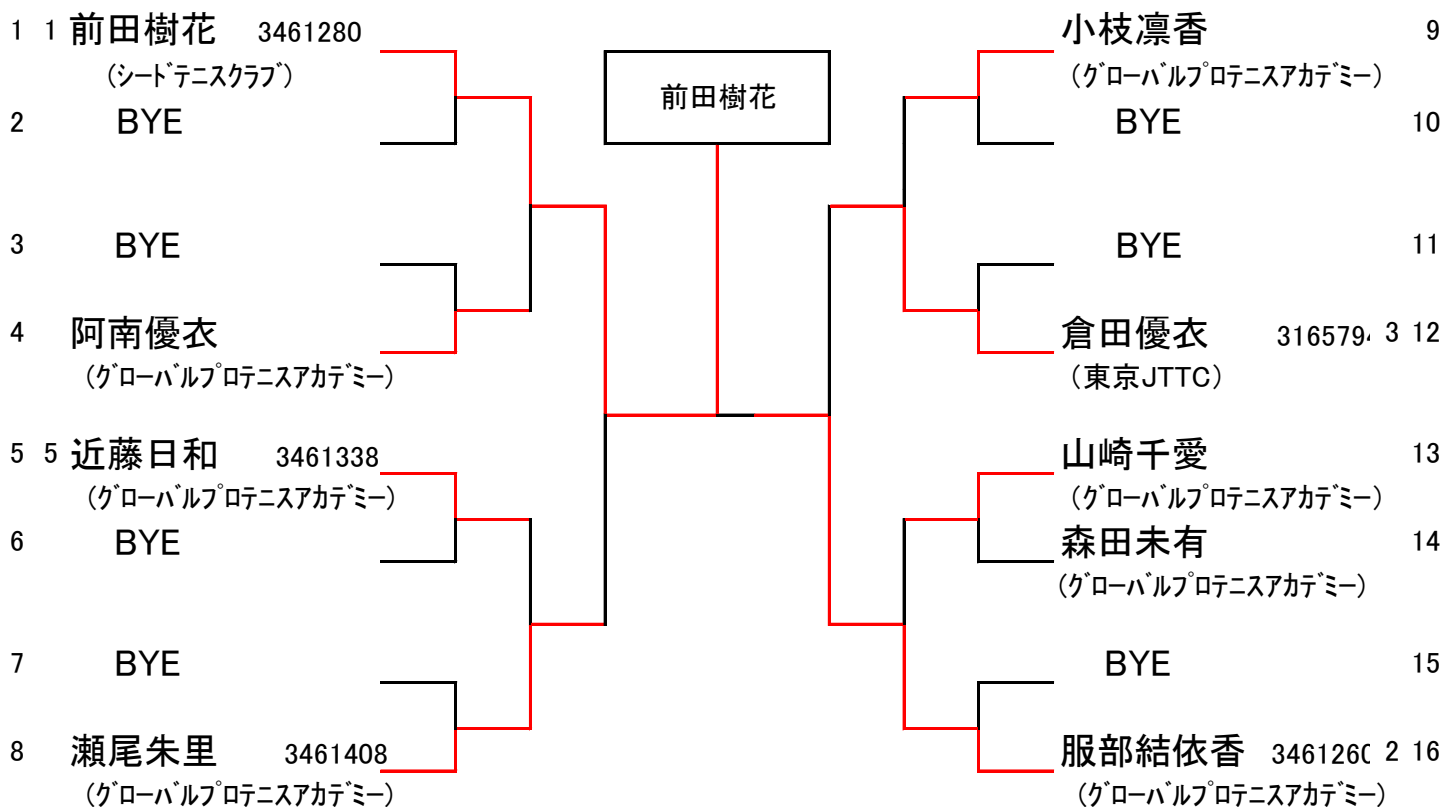 1 1 前田樹花 3461280
(シードテニスクラブ)
2 BYE
3 BYE
4 阿南優衣
(グローバルプロテニスアカデミー)
5 5 近藤日和 3461338
(グローバルプロテニスアカデミー)
6 BYE
7 BYE
8 瀬尾朱里 3461408
(グローバルプロテニスアカデミー)
前田樹花
小枝凛香 9
(グローバルプロテニスアカデミー)
BYE 10
BYE 11
倉田優衣 316579 3 12
(東京JTTC)
山崎千愛 13
(グローバルプロテニスアカデミー)
森田未有 14
(グローバルプロテニスアカデミー)
BYE 15
服部結依香 346126 2 16
(グローバルプロテニスアカデミー)